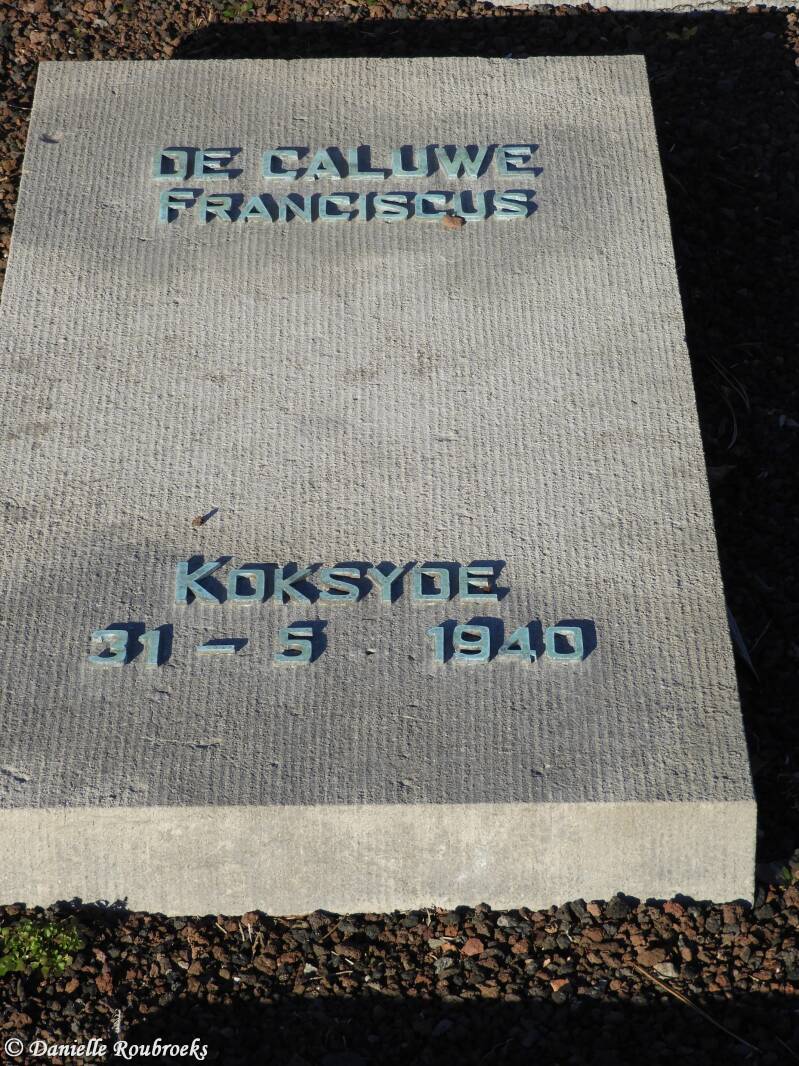 DE CALUWE
FRANCISCUS
KOKSYDE
31 - 5 1940
© Danielle Roubroeks